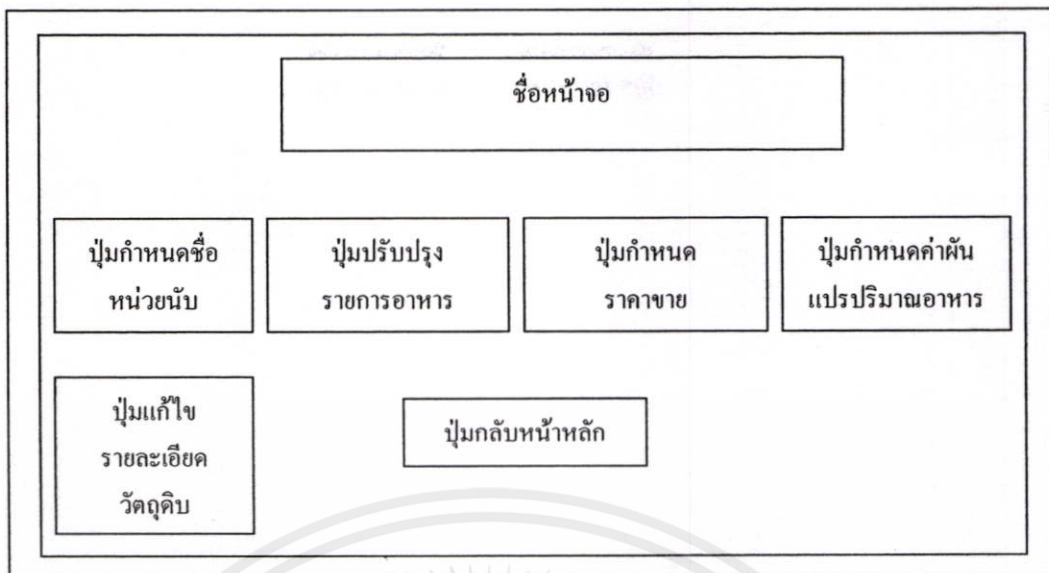 ชื่อหน้าจอ
ปุ่มกำหนดชื่อ
หน่วยนับ
ปุ่มปรับปรุง
รายการอาหาร
ปุ่มกำหนด
ราคาขาย
ปุ่มกำหนดค่าผัน
แปรปริมาณอาหาร
ปุ่มแก้ไข
รายละเอียด
วัตถุดิบ
ปุ่มกลับหน้าหลัก